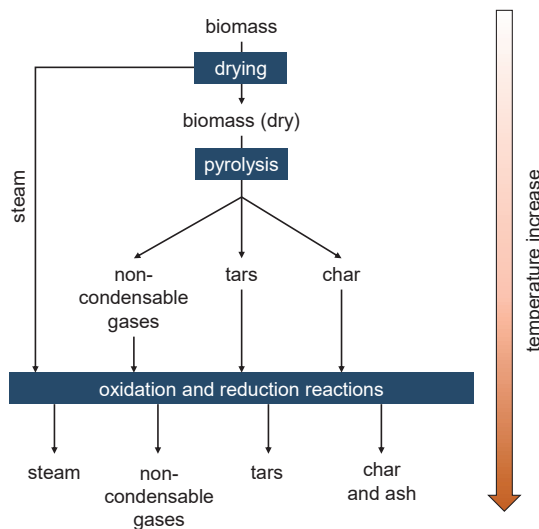 biomass
drying
biomass (dry)
pyrolysis
steam
non-
condensable
gases
tars
char
temperature increase
oxidation and reduction reactions
steam
non-
condensable
gases
tars
char
and ash